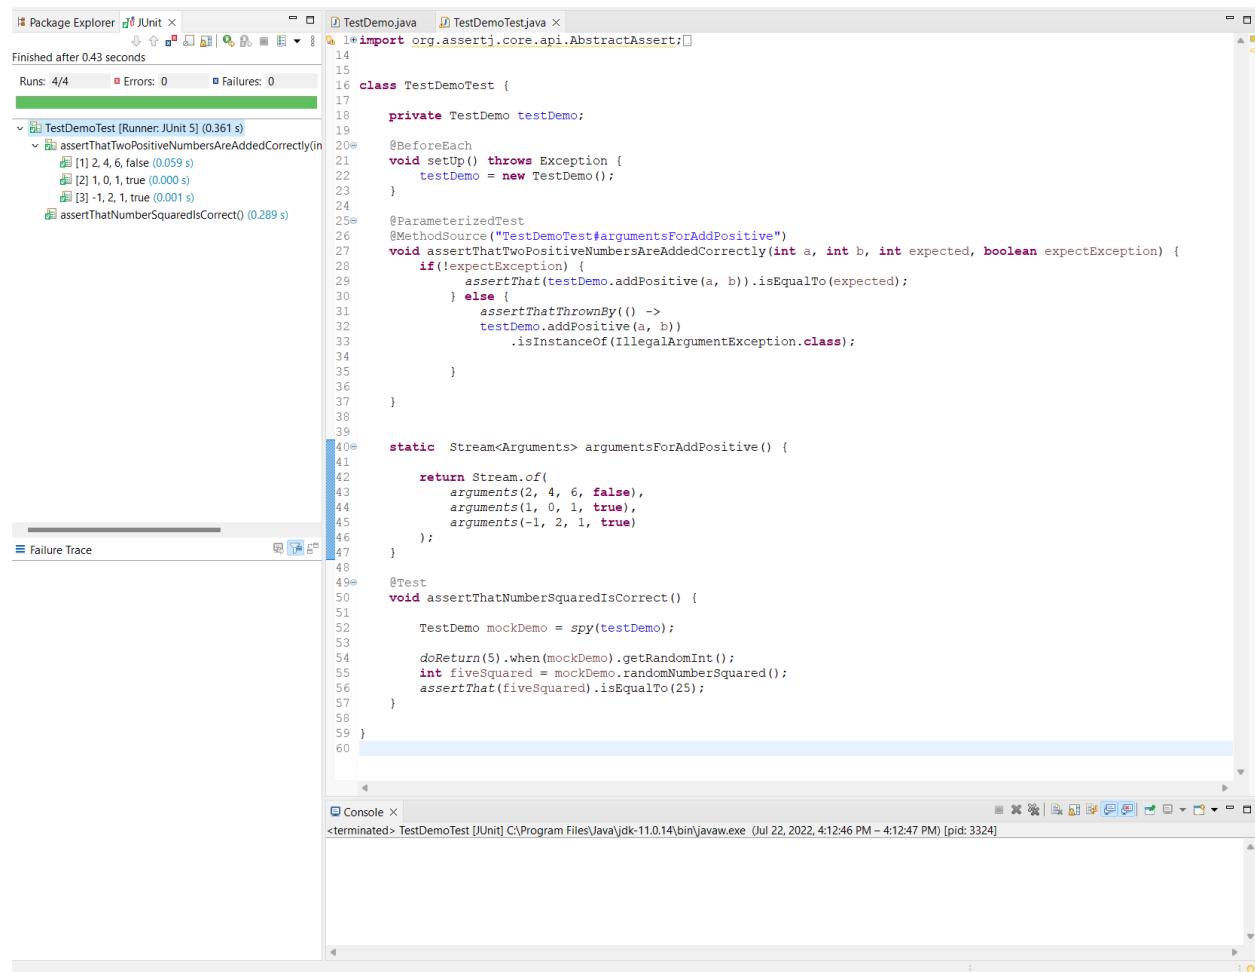 Package Explorer JUnit
Finished after 0.43 seconds
Runs: 4/4 Errors: 0 Failures: 0
TestDemoTest [Runner: JUnit 5] (0.361 s)
assertThatTwoPositiveNumbersAreAddedCorrectly(in
[1] 2, 4, 6, false (0.059 s)
[2] 1, 0, 1, true (0.000 s)
[3] -1, 2, 1, true (0.001 s)
assertThatNumberSquaredIsCorrect() (0.289 s)
Failure Trace
TestDemo.java TestDemoTest.java
1 import org.assertj.core.api.AbstractAssert;
14
15
16 class TestDemoTest {
17
18 private TestDemo testDemo;
19
20 @BeforeEach
21 void setUp() throws Exception {
22 testDemo = new TestDemo();
23 }
24
25 @ParameterizedTest
26 @MethodSource("TestDemoTest#argumentsForAddPositive")
27 void assertThatTwoPositiveNumbersAreAddedCorrectly(int a, int b, int expected, boolean expectException) {
28 if(!expectException) {
29 assertThat(testDemo.addPositive(a, b)).isEqualTo(expected);
30 } else {
31 assertThatThrownBy(() ->
32 testDemo.addPositive(a, b))
33 .isInstanceOf(IllegalArgumentException.class);
34
35 }
36
37 }
38
39
40 static Stream<Arguments> argumentsForAddPositive() {
41
42 return Stream.of(
43 arguments(2, 4, 6, false),
44 arguments(1, 0, 1, true),
45 arguments(-1, 2, 1, true)
46 );
47 }
48
49 @Test
50 void assertThatNumberSquaredIsCorrect() {
51
52 TestDemo mockDemo = spy(testDemo);
53
54 doReturn(5).when(mockDemo).getRandomInt();
55 int fiveSquared = mockDemo.randomNumberSquared();
56 assertThat(fiveSquared).isEqualTo(25);
57 }
58
59 }
60
Console
<terminated> TestDemoTest [JUnit] C:\Program Files\Java\jdk-11.0.14\bin\javaw.exe (Jul 22, 2022, 4:12:46 PM – 4:12:47 PM) [pid: 3324]